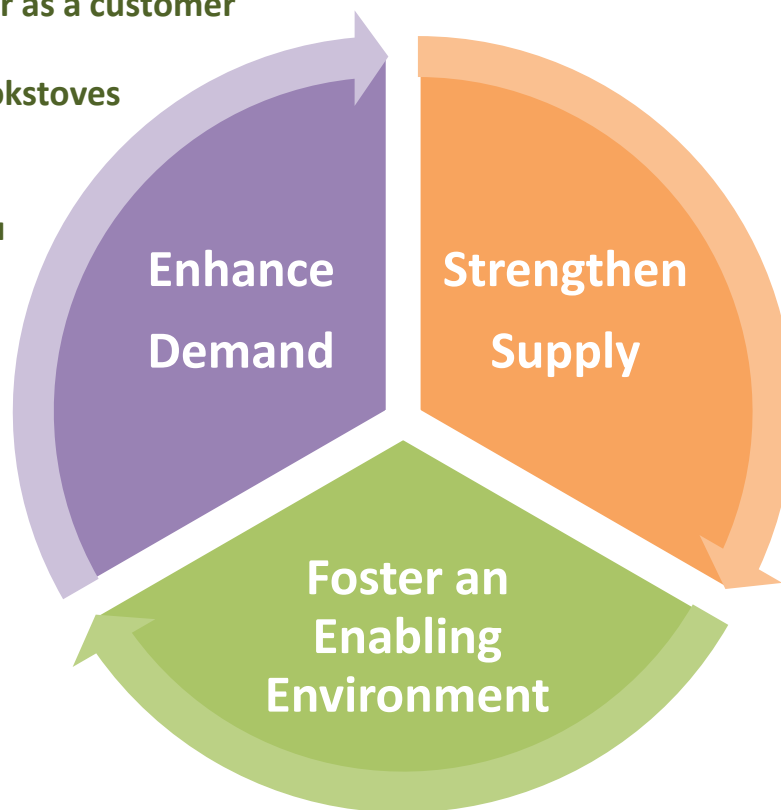 r as a customer
okstoves
Enhance
Demand
Strengthen
Supply
Foster an
Enabling
Environment